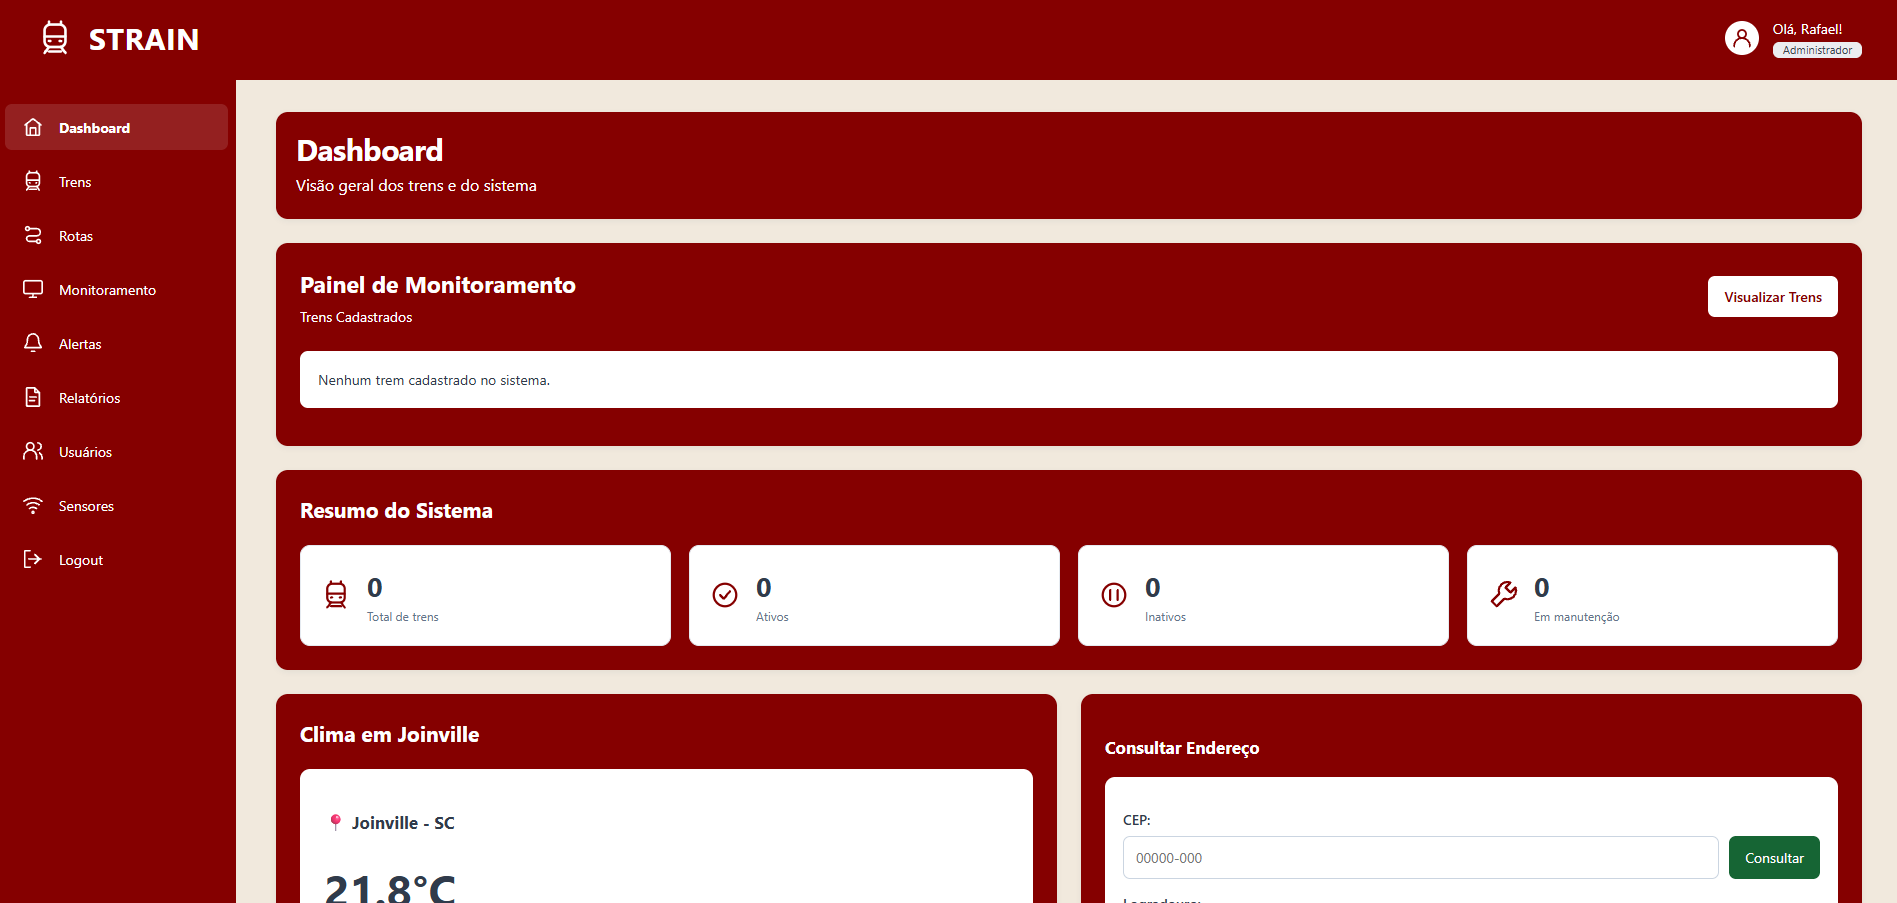 STRAIN
Olá, Rafael!
Administrador
Dashboard
Trens
Rotas
Monitoramento
Alertas
Relatórios
Usuários
Sensores
Logout
Dashboard
Visão geral dos trens e do sistema
Painel de Monitoramento
Trens Cadastrados
Visualizar Trens
Nenhum trem cadastrado no sistema.
Resumo do Sistema
0
Total de trens
0
Ativos
0
Inativos
0
Em manutenção
Clima em Joinville
Joinville - SC
21.8°C
Consultar Endereço
CEP:
00000-000
Consultar
Logradouro: